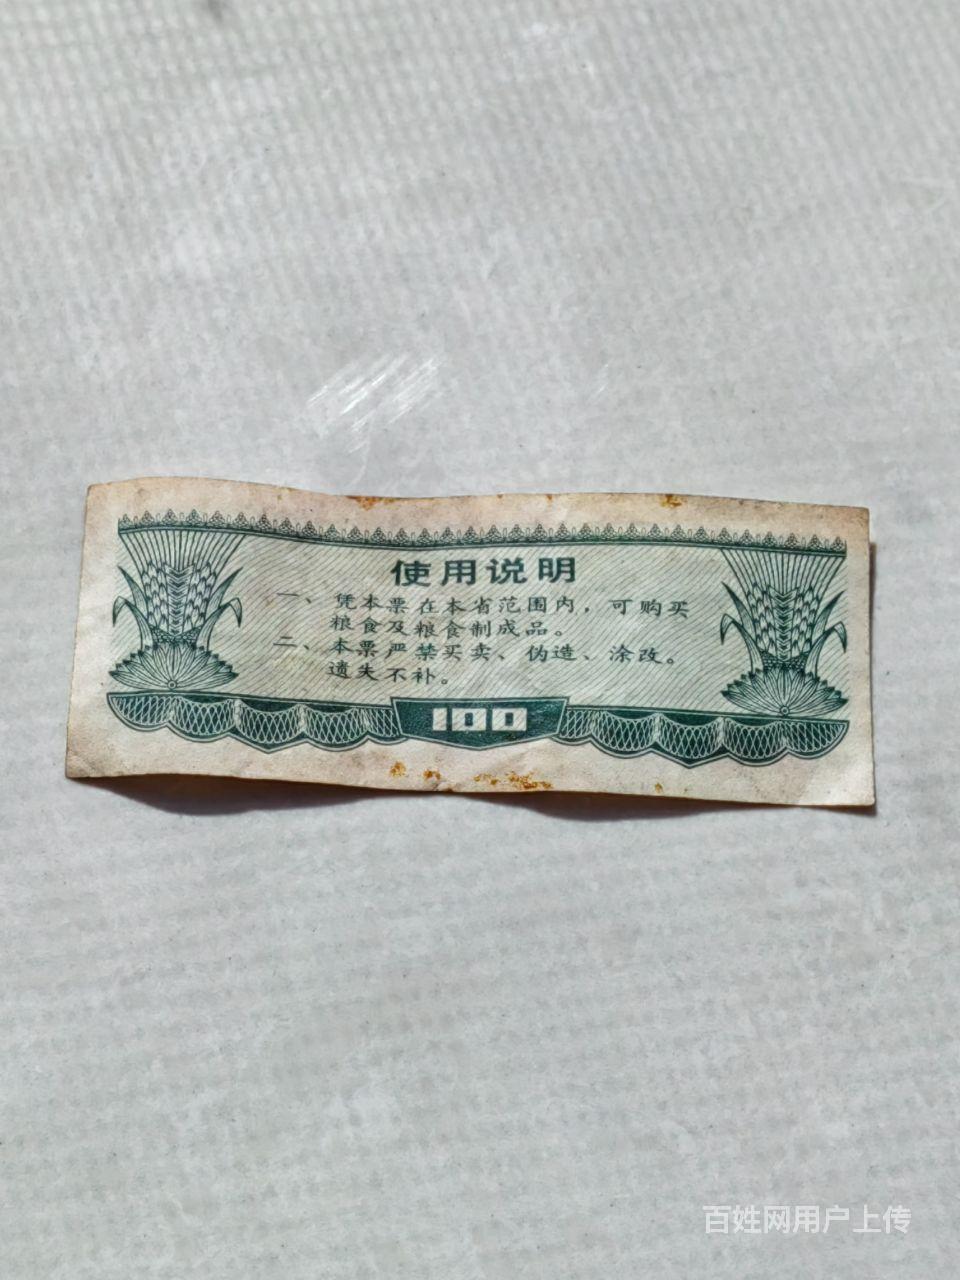 使用说明
一、凭本票在本省范围内，可购买
粮食及粮食制成品。
二、本票严禁买卖、伪造、涂改。
遗失不补。
100
百姓网用户上传